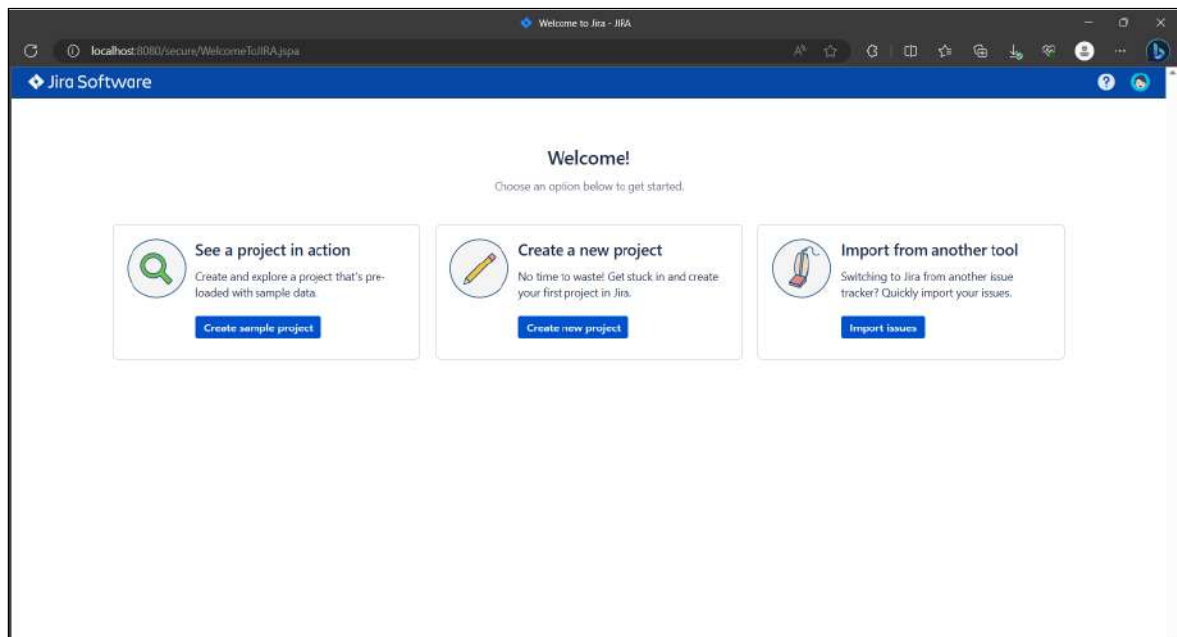 Welcome to Jira - JIRA
localhost:8080/secure/WelcomeToJIRA.jspa
Jira Software
Welcome!
Choose an option below to get started.
See a project in action
Create and explore a project that's pre-
loaded with sample data.
Create sample project
Create a new project
No time to waste! Get stuck in and create
your first project in Jira.
Create new project
Import from another tool
Switching to Jira from another issue
tracker? Quickly import your issues.
Import issues